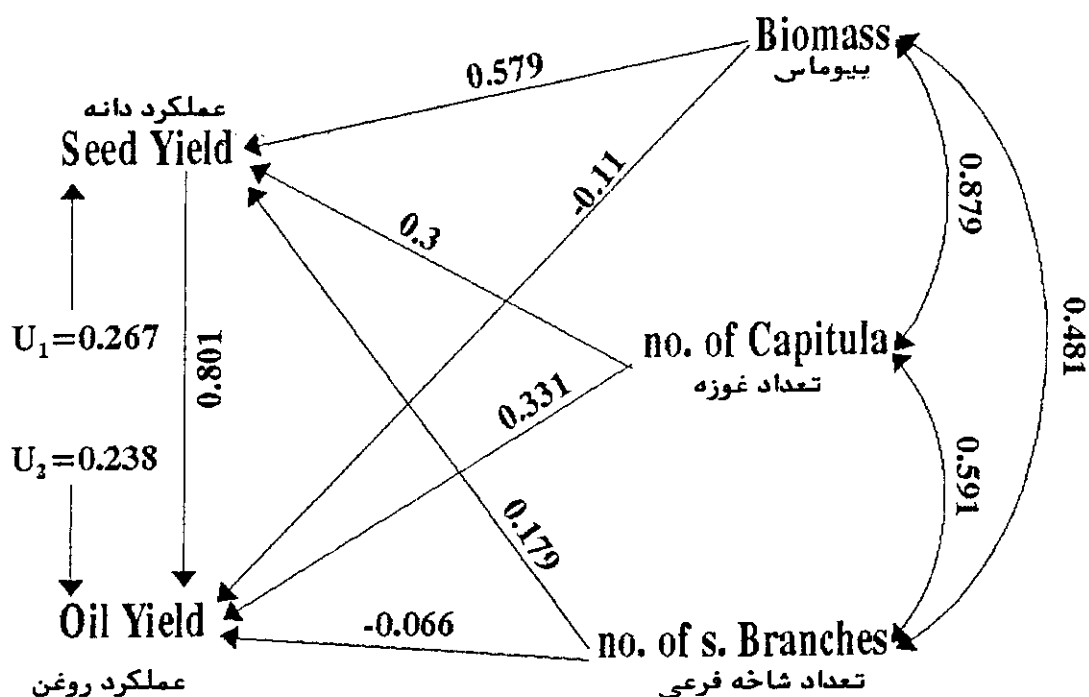 Biomass
بیوماس
0.579
عملکرد دانه
Seed Yield
-0.11
0.879
0.3
0.481
U₁=0.267
0.801
no. of Capitula
تعداد غوزه
0.331
U₂=0.238
0.591
0.179
Oil Yield
عملکرد روغن
-0.066
no. of s. Branches
تعداد شاخه فرعی